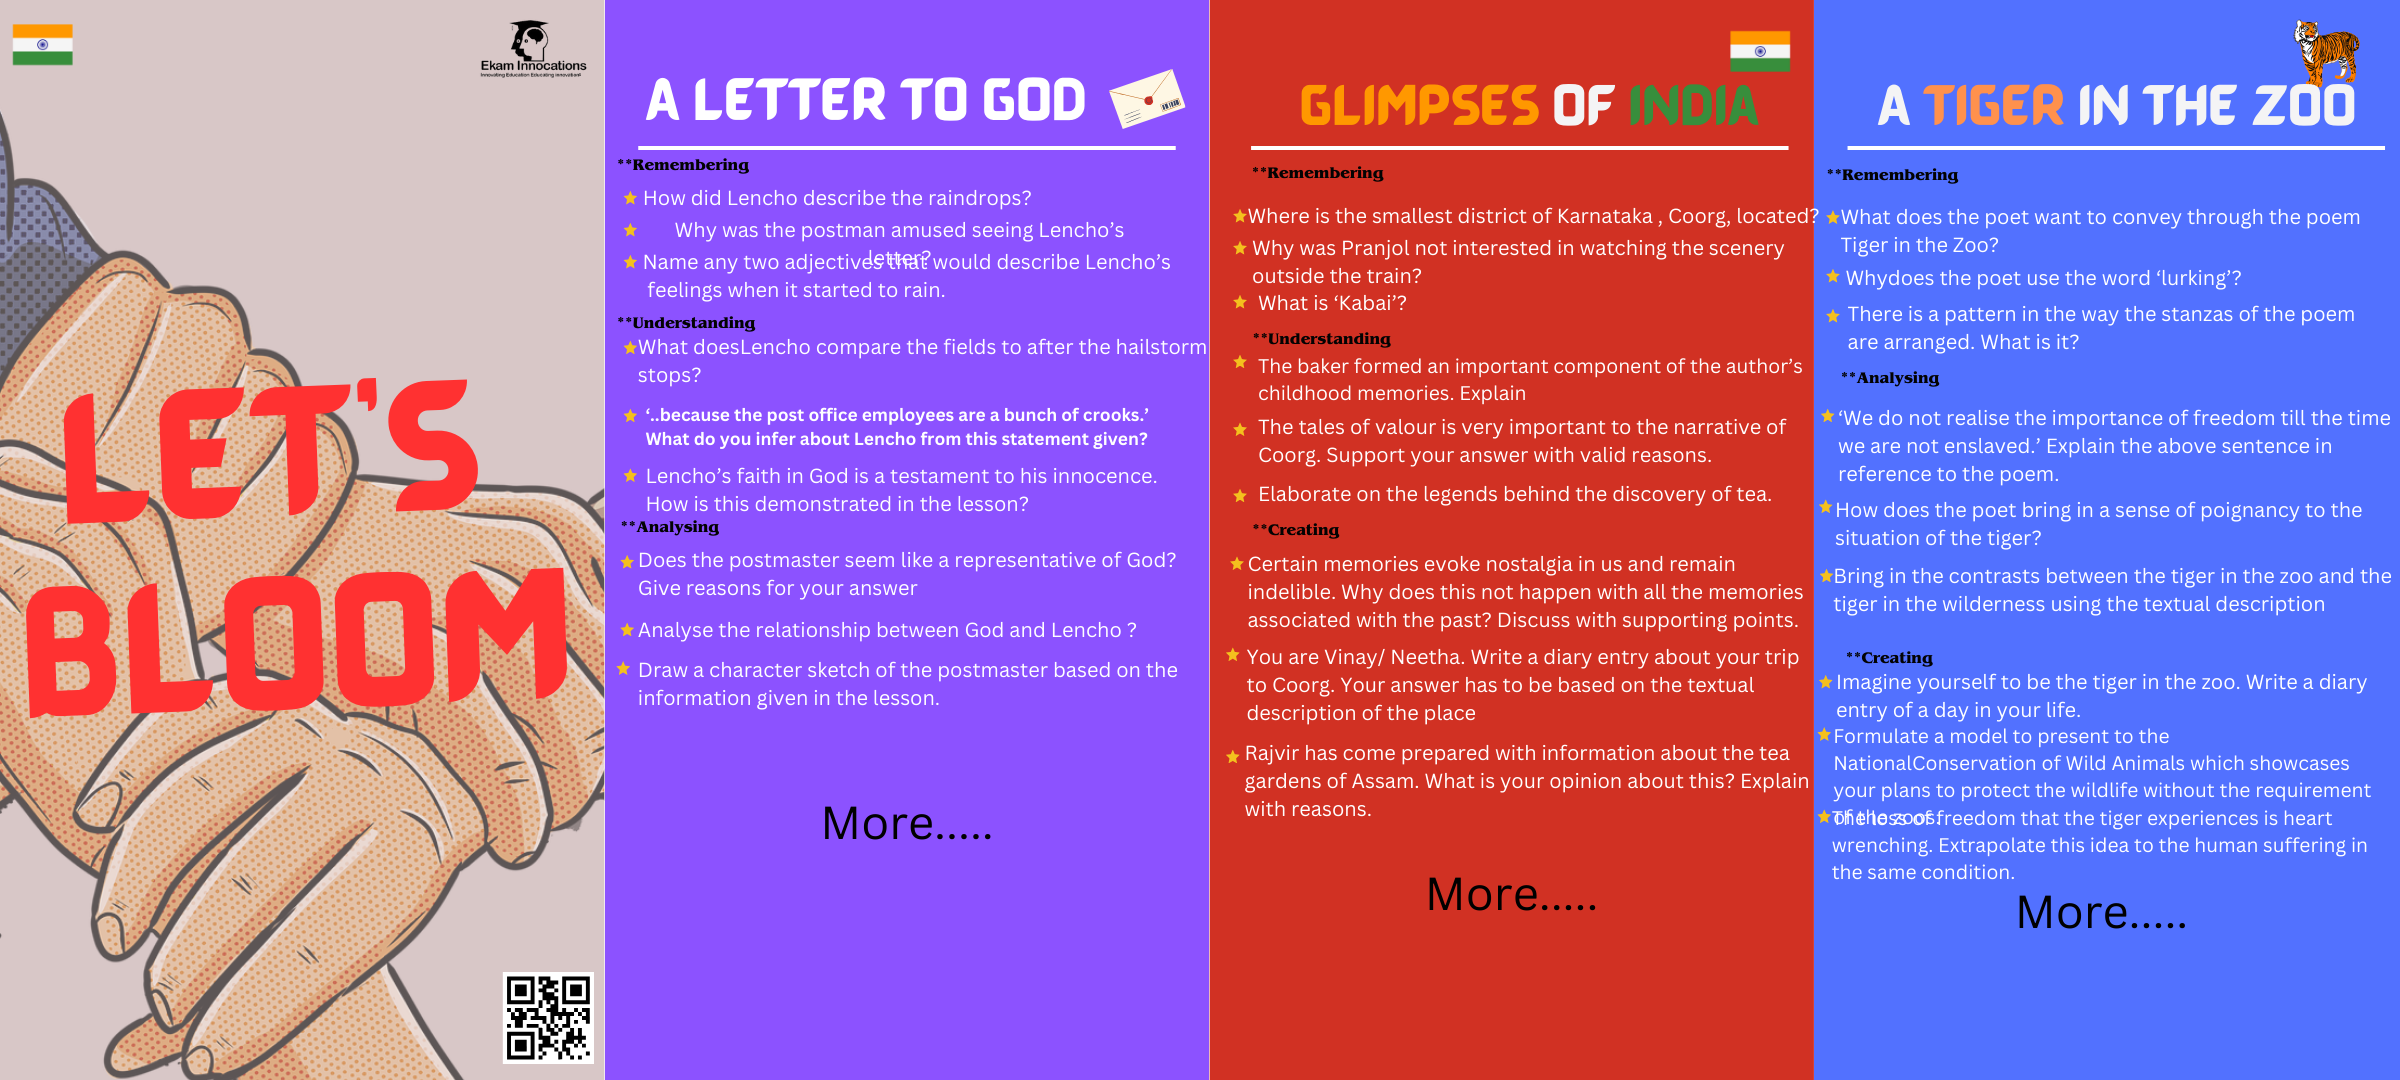 Ekam Innocations
Innovating Education Educating Innovation!
LET'S
BLOOM
A LETTER TO GOD
**Remembering
How did Lencho describe the raindrops?
Why was the postman amused seeing Lencho’s
letter?
Name any two adjectives that would describe Lencho’s
feelings when it started to rain.
**Understanding
What doesLencho compare the fields to after the hailstorm
stops?
‘..because the post office employees are a bunch of crooks.’
What do you infer about Lencho from this statement given?
Lencho’s faith in God is a testament to his innocence.
How is this demonstrated in the lesson?
**Analysing
Does the postmaster seem like a representative of God?
Give reasons for your answer
Analyse the relationship between God and Lencho ?
Draw a character sketch of the postmaster based on the
information given in the lesson.
More.....
GLIMPSES OF INDIA
**Remembering
Where is the smallest district of Karnataka , Coorg, located?
Why was Pranjol not interested in watching the scenery
outside the train?
What is ‘Kabai’?
**Understanding
The baker formed an important component of the author’s
childhood memories. Explain
The tales of valour is very important to the narrative of
Coorg. Support your answer with valid reasons.
Elaborate on the legends behind the discovery of tea.
**Creating
Certain memories evoke nostalgia in us and remain
indelible. Why does this not happen with all the memories
associated with the past? Discuss with supporting points.
You are Vinay/ Neetha. Write a diary entry about your trip
to Coorg. Your answer has to be based on the textual
description of the place
Rajvir has come prepared with information about the tea
gardens of Assam. What is your opinion about this? Explain
with reasons.
More.....
A TIGER IN THE ZOO
**Remembering
What does the poet want to convey through the poem
Tiger in the Zoo?
Whydoes the poet use the word ‘lurking’?
There is a pattern in the way the stanzas of the poem
are arranged. What is it?
**Analysing
‘We do not realise the importance of freedom till the time
we are not enslaved.’ Explain the above sentence in
reference to the poem.
How does the poet bring in a sense of poignancy to the
situation of the tiger?
Bring in the contrasts between the tiger in the zoo and the
tiger in the wilderness using the textual description
**Creating
Imagine yourself to be the tiger in the zoo. Write a diary
entry of a day in your life.
Formulate a model to present to the
NationalConservation of Wild Animals which showcases
your plans to protect the wildlife without the requirement
of the zoos.
The loss of freedom that the tiger experiences is heart
wrenching. Extrapolate this idea to the human suffering in
the same condition.
More.....